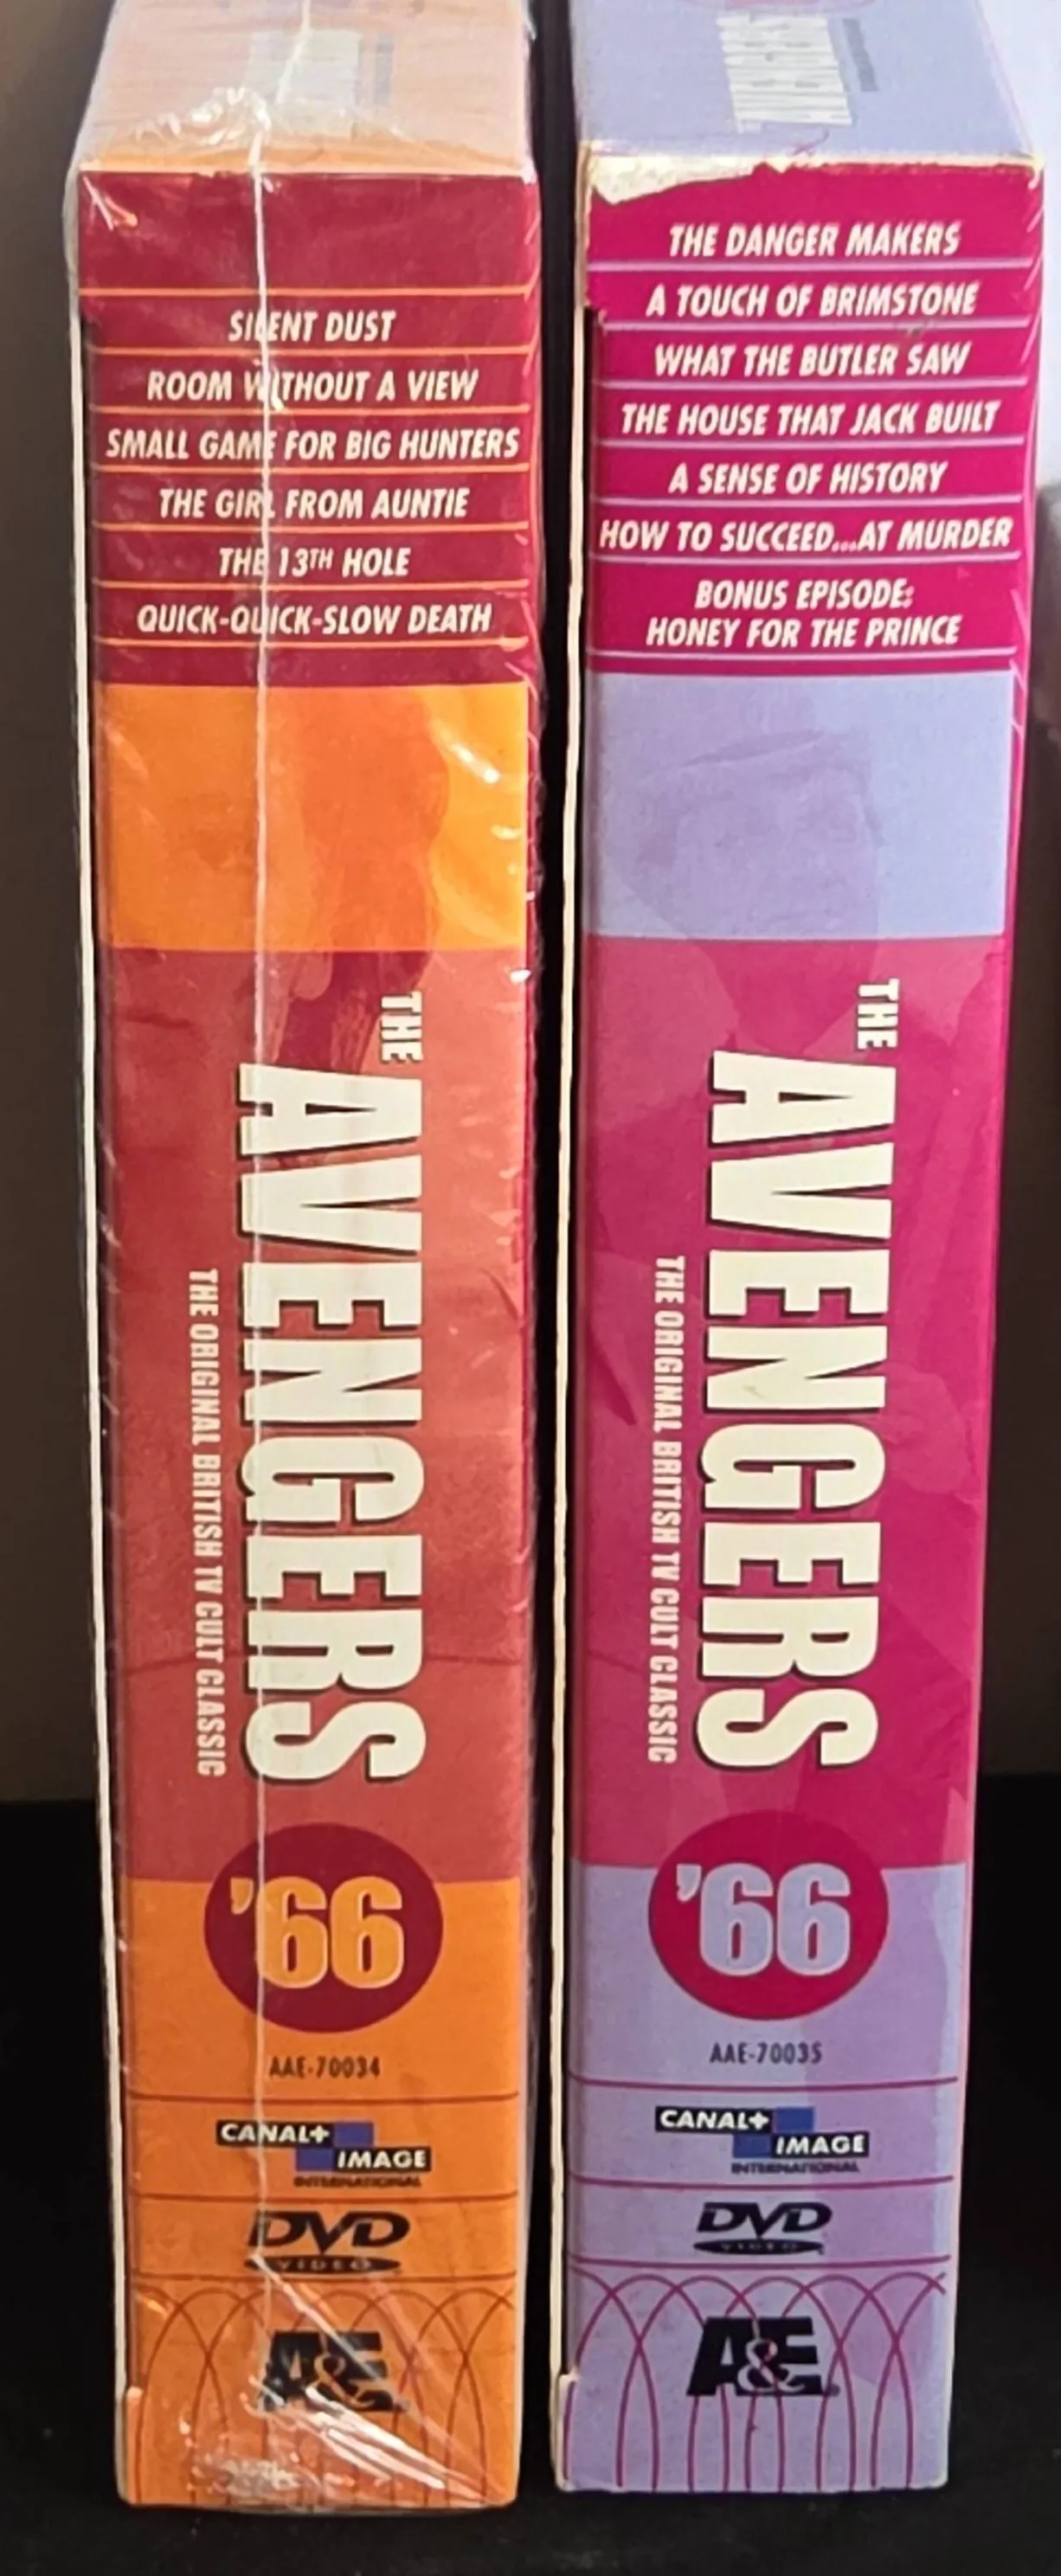 SILENT DUST
ROOM WITHOUT A VIEW
SMALL GAME FOR BIG HUNTERS
THE GIRL FROM AUNTIE
THE 13TH HOLE
QUICK-QUICK-SLOW DEATH
THE
AVENGERS
THE ORIGINAL BRITISH TV CULT CLASSIC
'66
AAE-70034
CANAL+
IMAGE
INTERNATIONAL
DVD
VIDEO
A&E
THE DANGER MAKERS
A TOUCH OF BRIMSTONE
WHAT THE BUTLER SAW
THE HOUSE THAT JACK BUILT
A SENSE OF HISTORY
HOW TO SUCCEED...AT MURDER
BONUS EPISODE:
HONEY FOR THE PRINCE
THE
AVENGERS
THE ORIGINAL BRITISH TV CULT CLASSIC
'66
AAE-70035
CANAL+
IMAGE
INTERNATIONAL
DVD
VIDEO
A&E